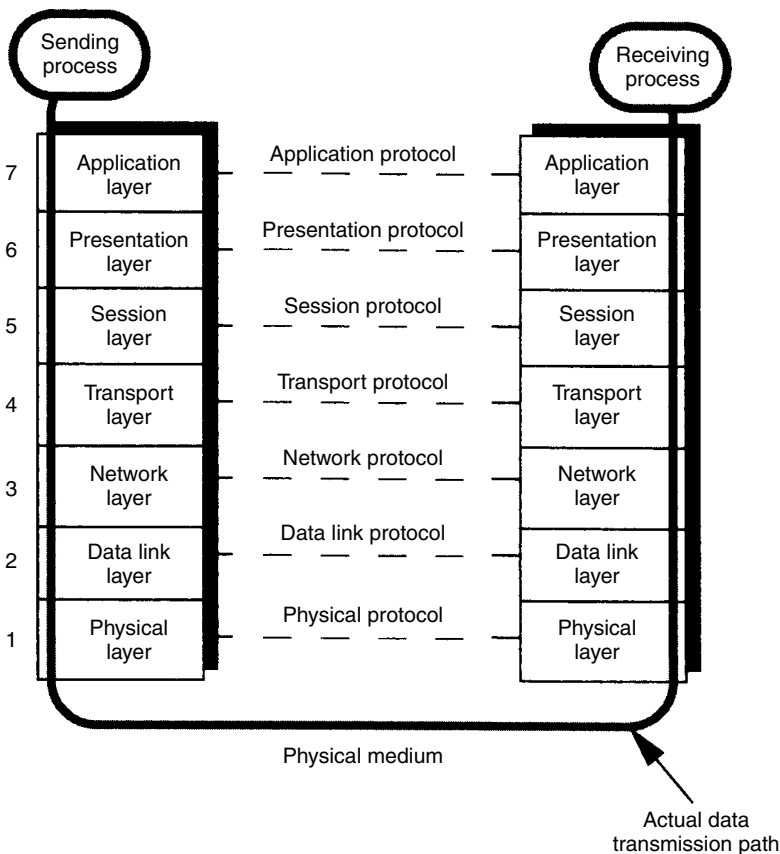 Sending
process
Receiving
process
7
Application
layer
Application protocol
Application
layer
6
Presentation
layer
Presentation protocol
Presentation
layer
5
Session
layer
Session protocol
Session
layer
4
Transport
layer
Transport protocol
Transport
layer
3
Network
layer
Network protocol
Network
layer
2
Data link
layer
Data link protocol
Data link
layer
1
Physical
layer
Physical protocol
Physical
layer
Physical medium
Actual data
transmission path